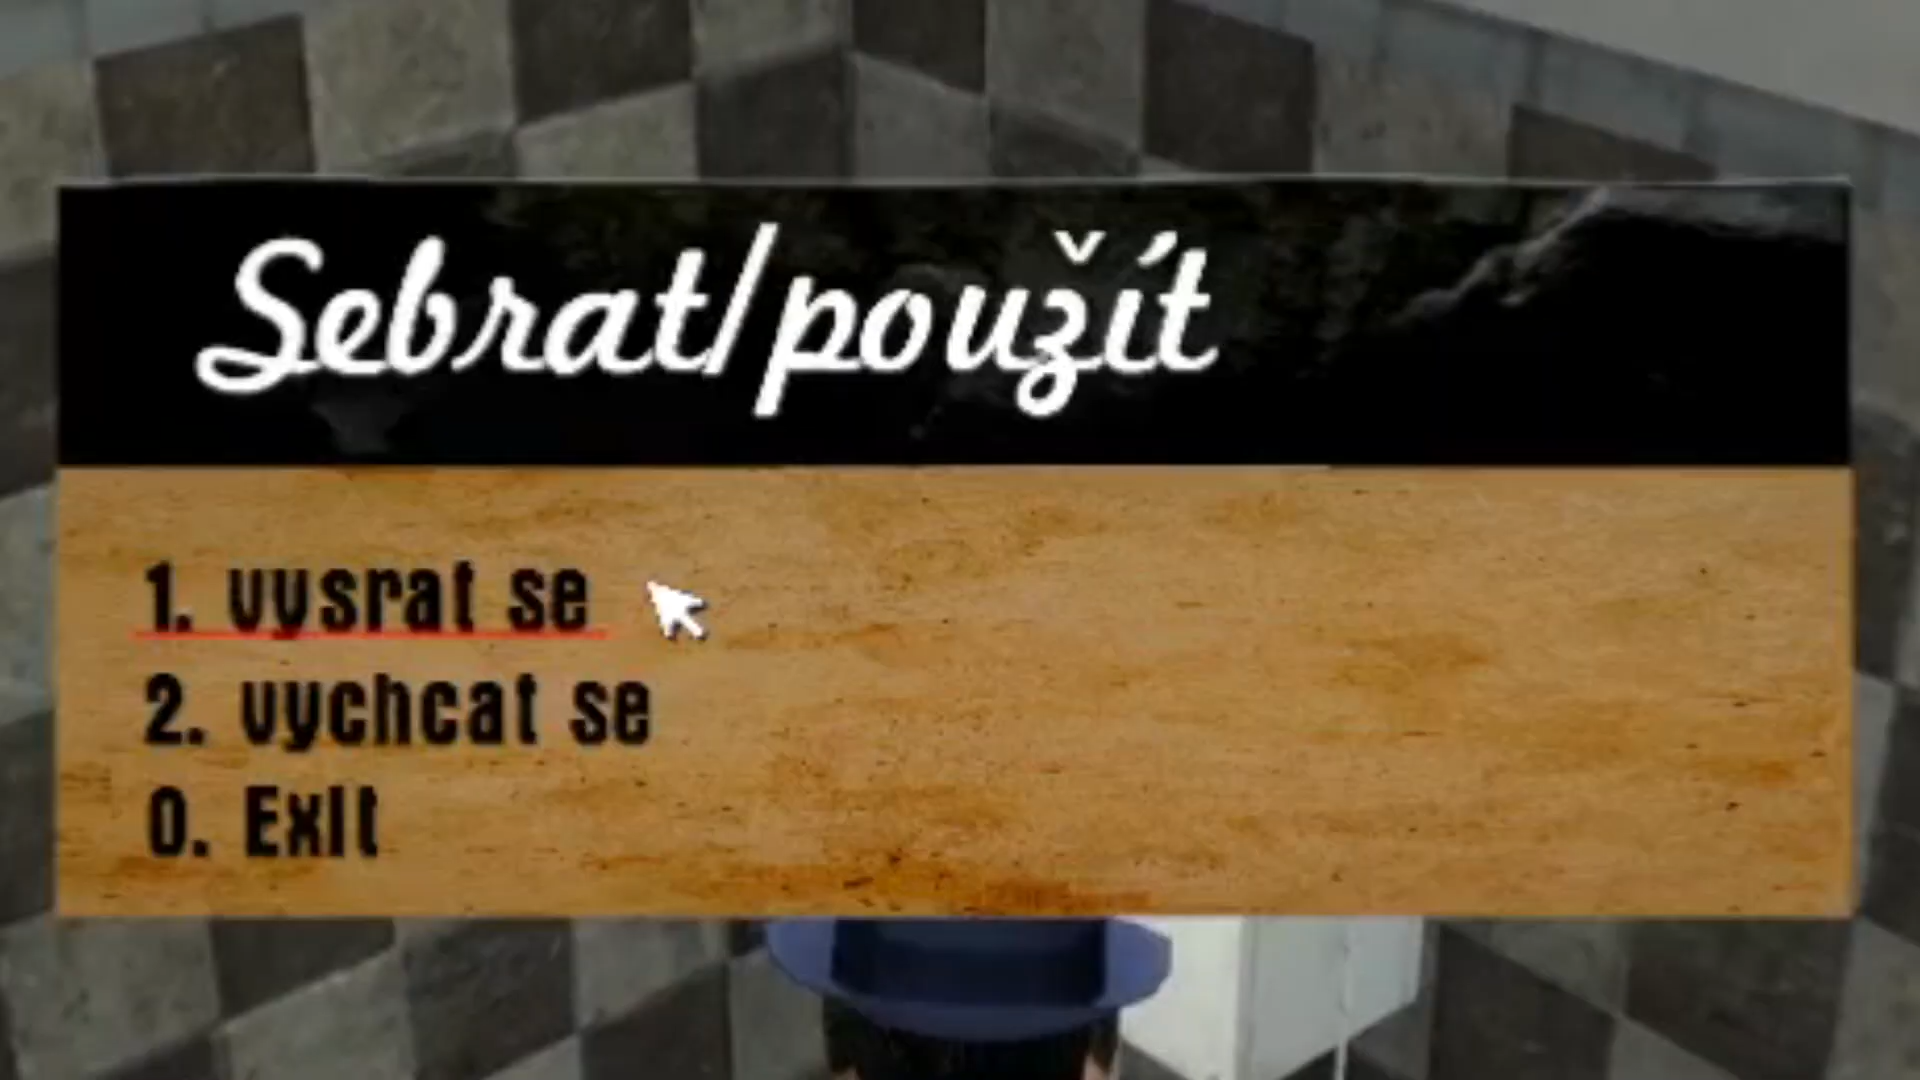 Sebrat/použít
1. vysrat se
2. vychcat se
0. Exit